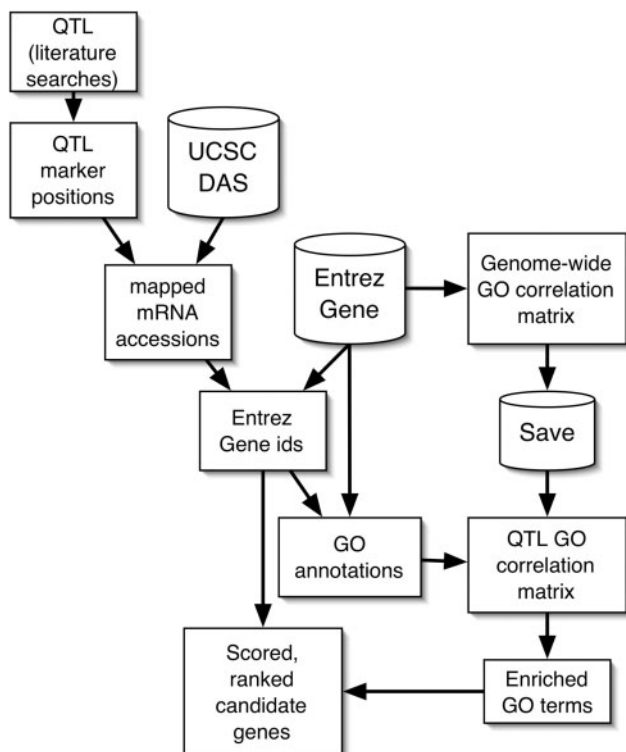 QTL
(literature
searches)
QTL
marker
positions
UCSC
DAS
mapped
mRNA
accessions
Entrez
Gene
Genome-wide
GO correlation
matrix
Entrez
Gene ids
Save
GO
annotations
QTL GO
correlation
matrix
Scored,
ranked
candidate
genes
Enriched
GO terms